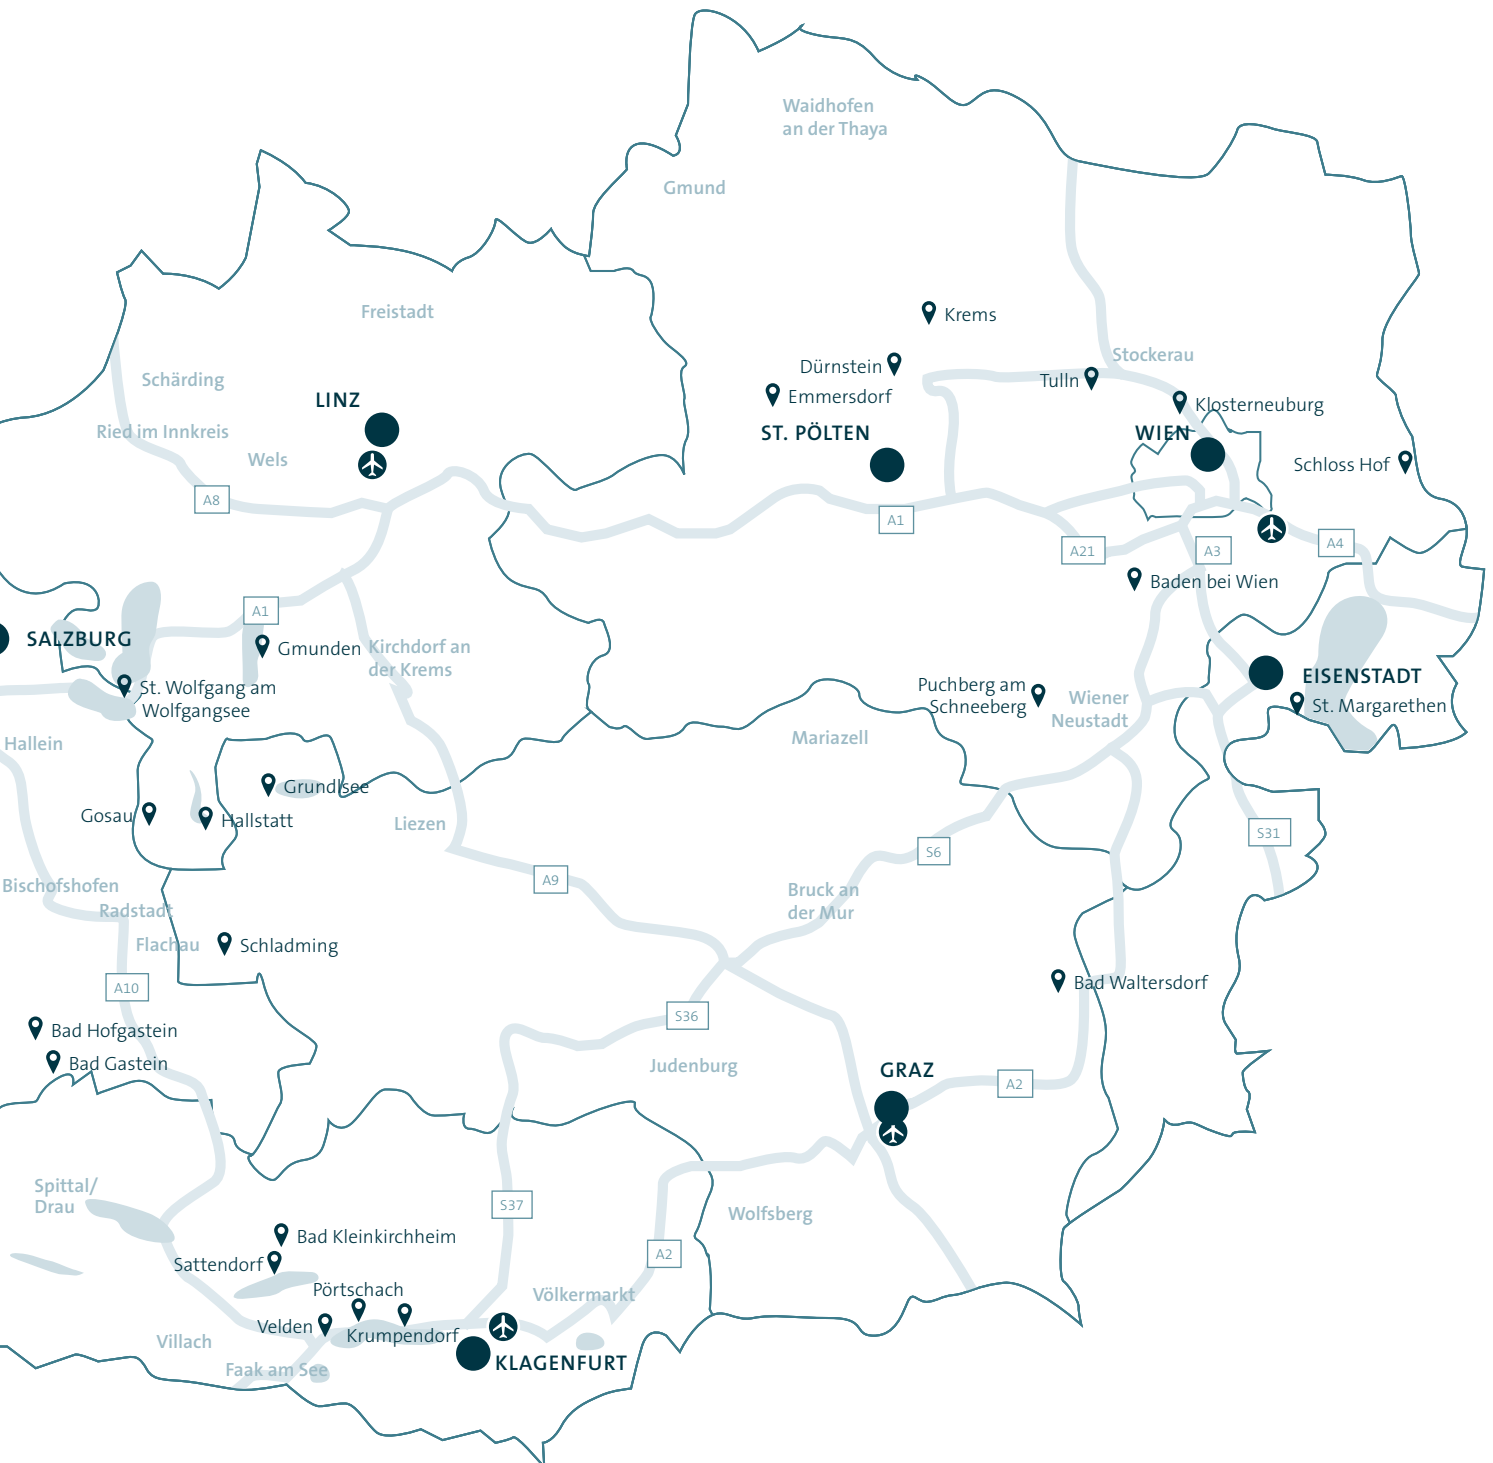 Waidhofen
an der Thaya
Gmund
Freistadt
Krems
Stockerau
Dürnstein
Tulln
Schärding
Emmersdorf
LINZ
Klosterneuburg
Ried im Innkreis
ST. PÖLTEN
WIEN
Wels
Schloss Hof
A8
A1
A21
A3
A4
Baden bei Wien
A1
SALZBURG
Gmunden
Kirchdorf an
der Krems
St. Wolfgang am
Wolfgangsee
EISENSTADT
Puchberg am
Schneeberg
Wiener
Neustadt
St. Margarethen
Hallein
Mariazell
Grundlsee
Gosau
Hallstatt
Liezen
S31
S6
A9
Bischofshofen
Bruck an
der Mur
Radstadt
Flachau
Schladming
A10
Bad Waltersdorf
S36
Bad Hofgastein
Bad Gastein
Judenburg
GRAZ
A2
Spittal/
Drau
S37
Wolfsberg
Bad Kleinkirchheim
A2
Sattendorf
Pörtschach
Völkermarkt
Velden
Krumpendorf
Villach
KLAGENFURT
Faak am See